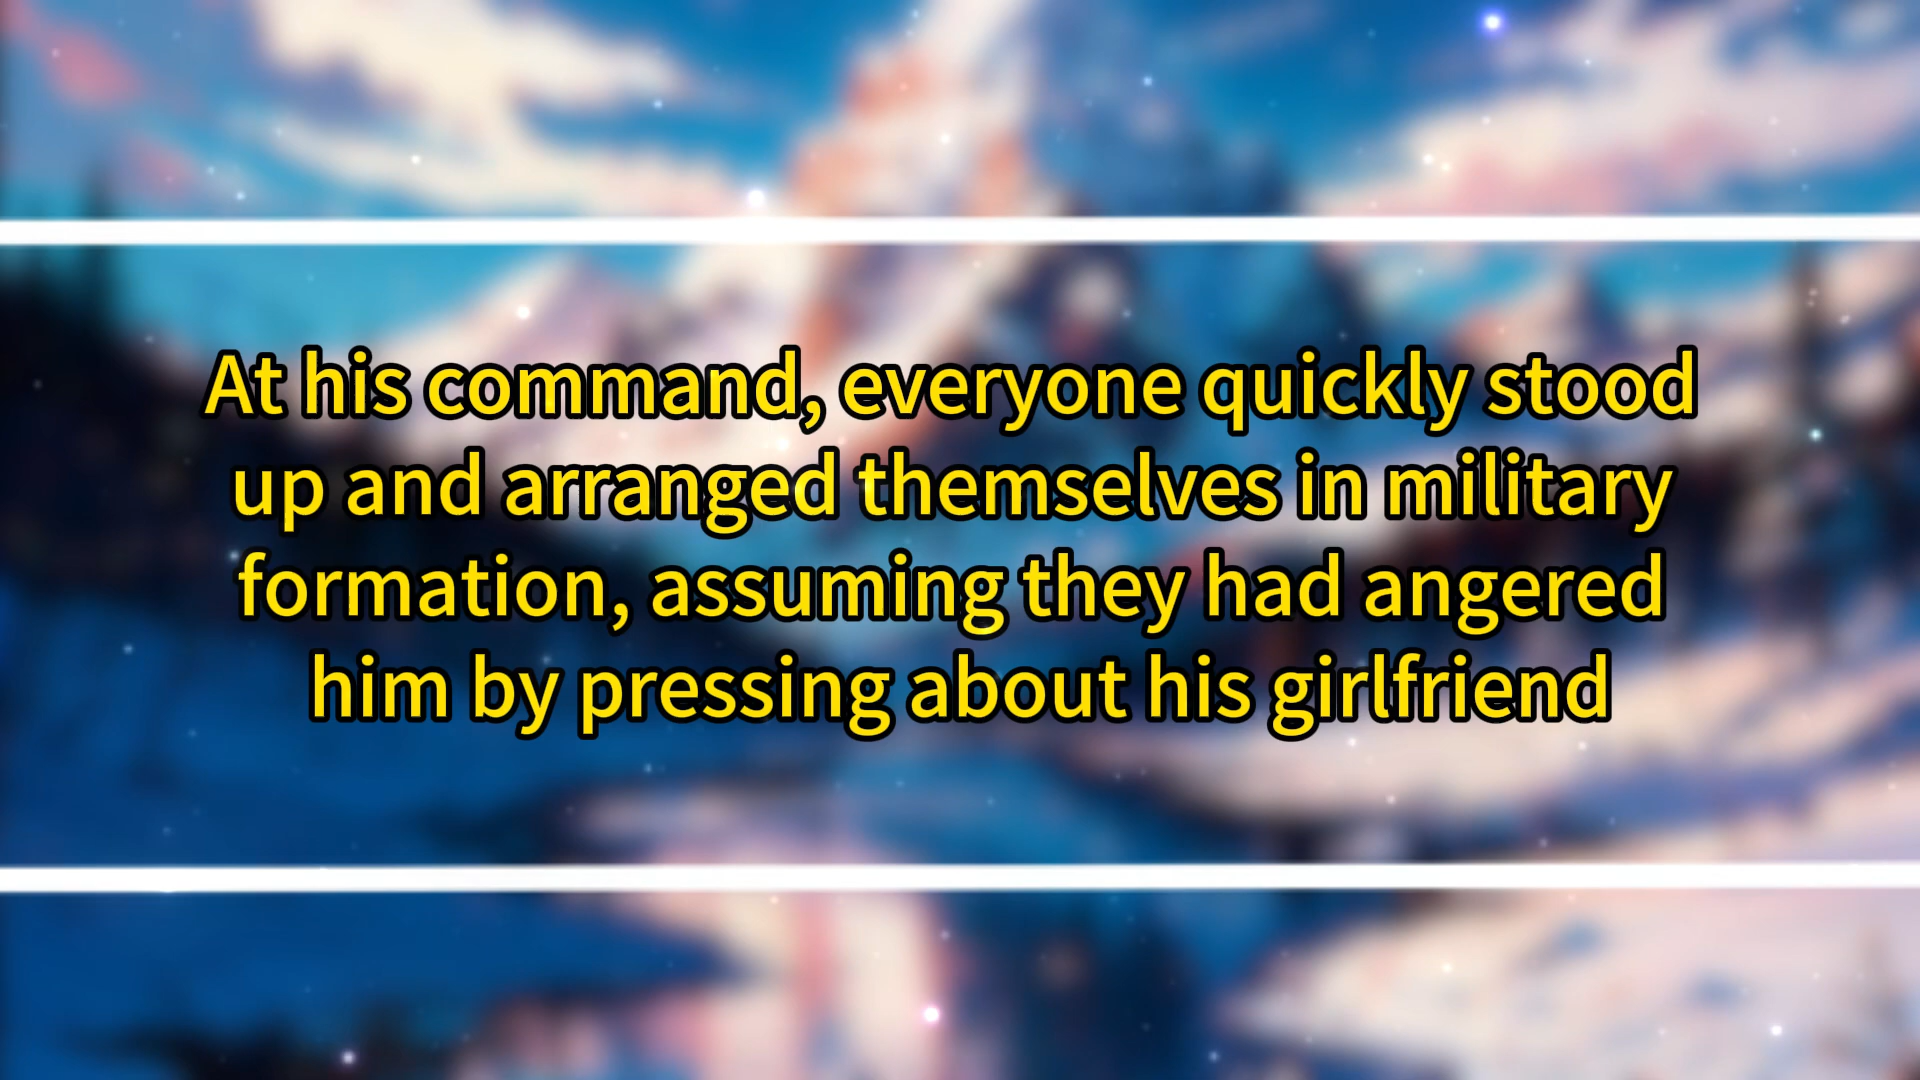 At his command, everyone quickly stood
up and arranged themselves in military
formation, assuming they had angered
him by pressing about his girlfriend